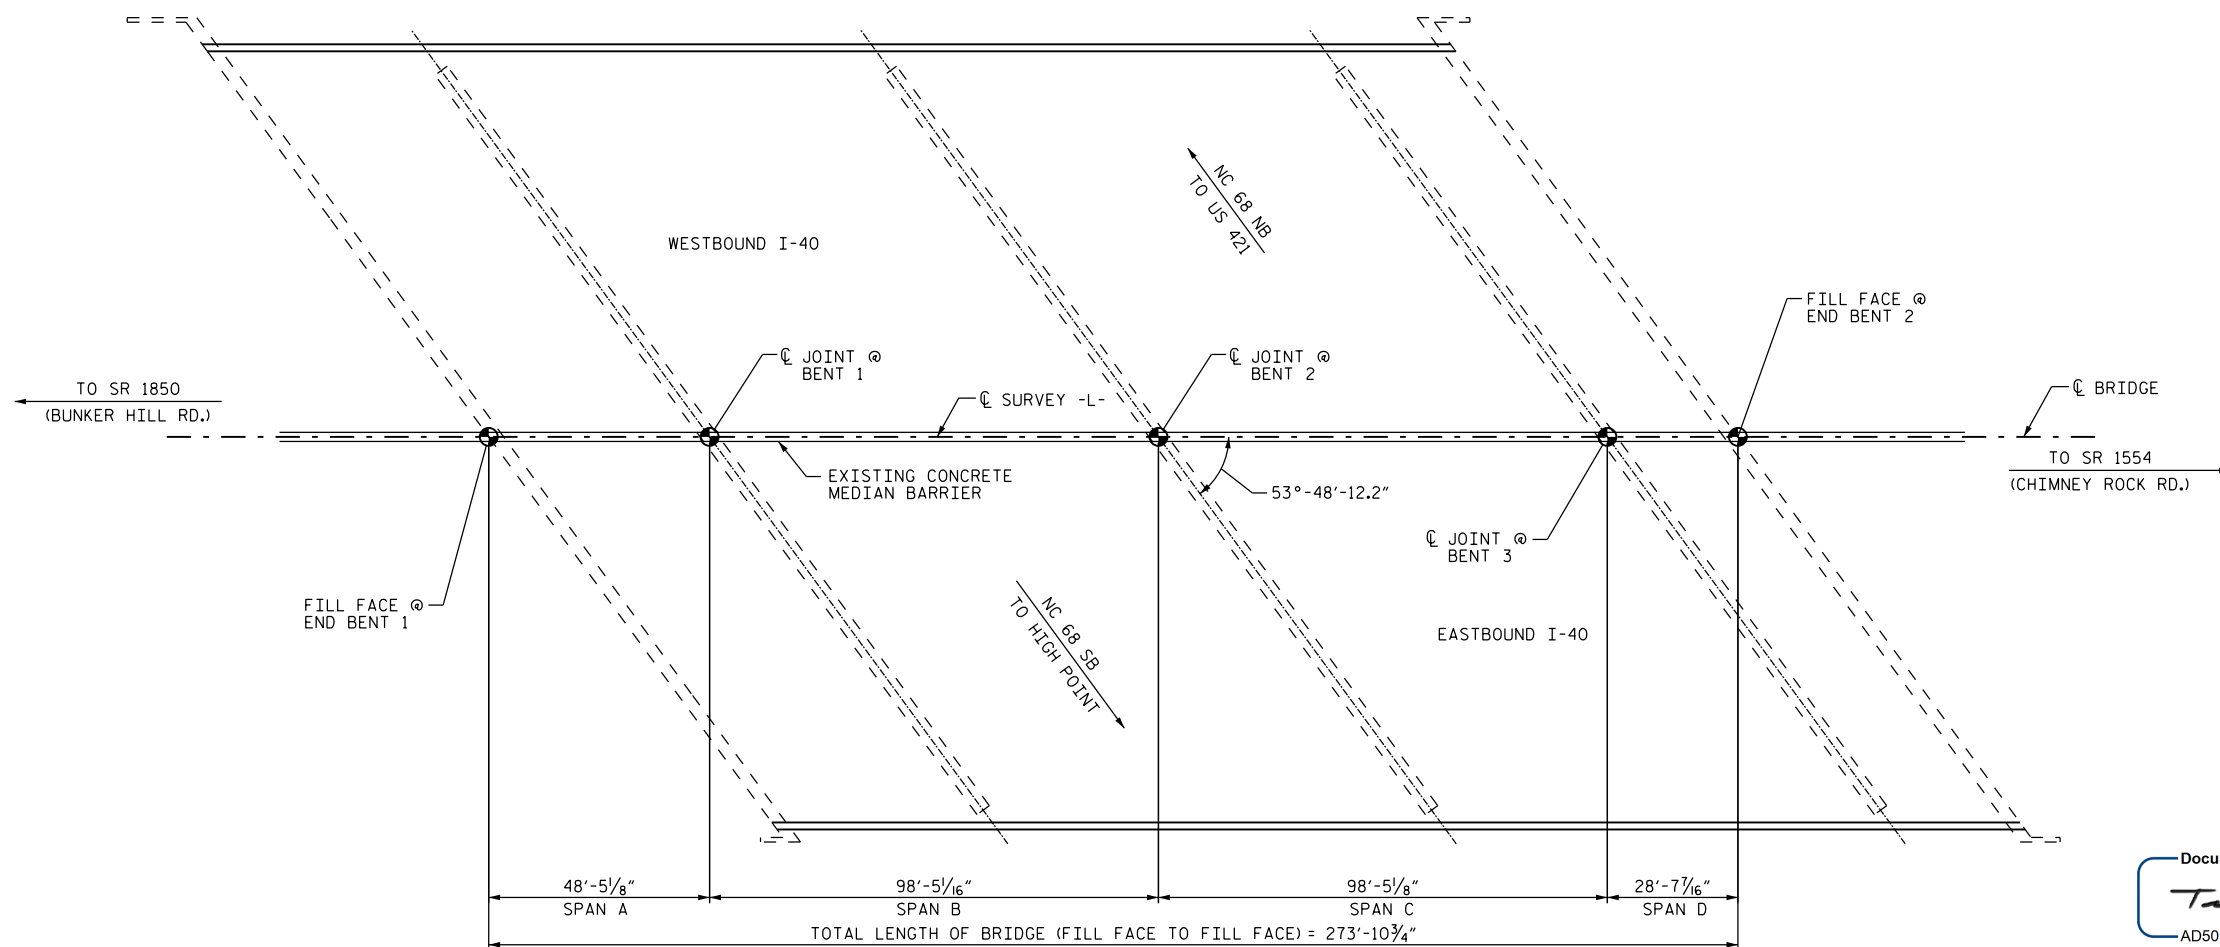 WESTBOUND I-40
NC 68 NB
TO US 421
FILL FACE @
END BENT 2
℄ JOINT @
BENT 1
℄ JOINT @
BENT 2
TO SR 1850
(BUNKER HILL RD.)
℄ SURVEY -L-
℄ BRIDGE
TO SR 1554
(CHIMNEY ROCK RD.)
EXISTING CONCRETE
MEDIAN BARRIER
53°-48'-12.2"
℄ JOINT @
BENT 3
FILL FACE @
END BENT 1
NC 68 SB
TO HIGH POINT
EASTBOUND I-40
48'-5⅛"
SPAN A
98'-5 1/16"
SPAN B
98'-5⅛"
SPAN C
28'-7 7/16"
SPAN D
TOTAL LENGTH OF BRIDGE (FILL FACE TO FILL FACE) = 273'-10¾"
Docu
AD50